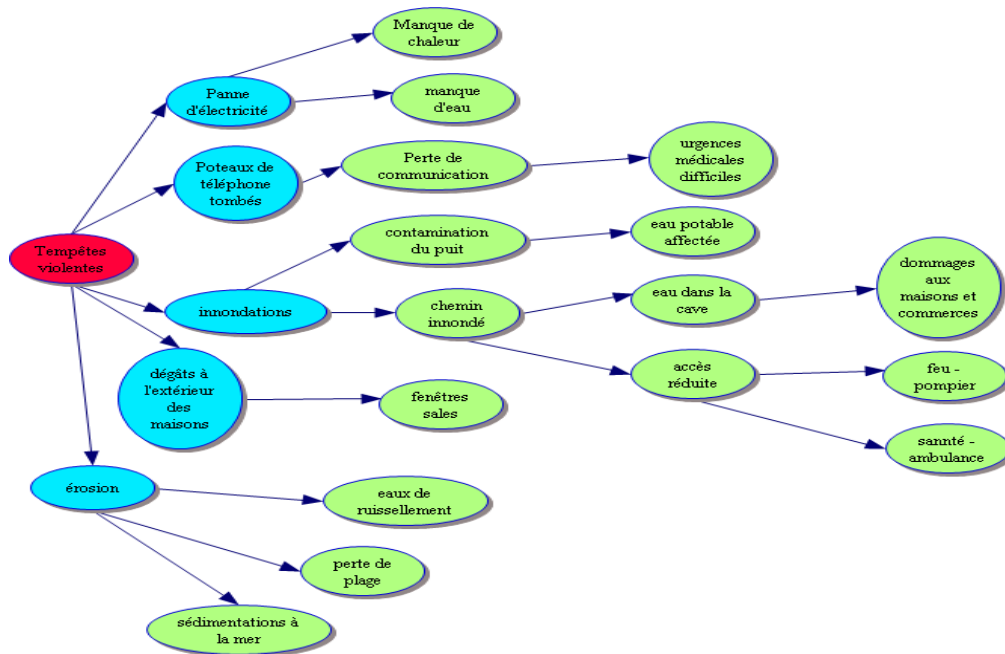 Manque de
chaleur
Panne
d'électricité
manque
d'eau
Poteaux de
téléphone
tombés
Perte de
communication
urgences
médicales
difficiles
Tempêtes
violentes
contamination
du puit
eau potable
affectée
innondations
chemin
innondé
eau dans la
cave
dommages
aux
maisons et
commerces
dégâts à
l'extérieur
des
maisons
fenêtres
sales
accès
réduite
feu -
pompier
sannté -
ambulance
érosion
eaux de
ruissellement
perte de
plage
sédimentations à
la mer